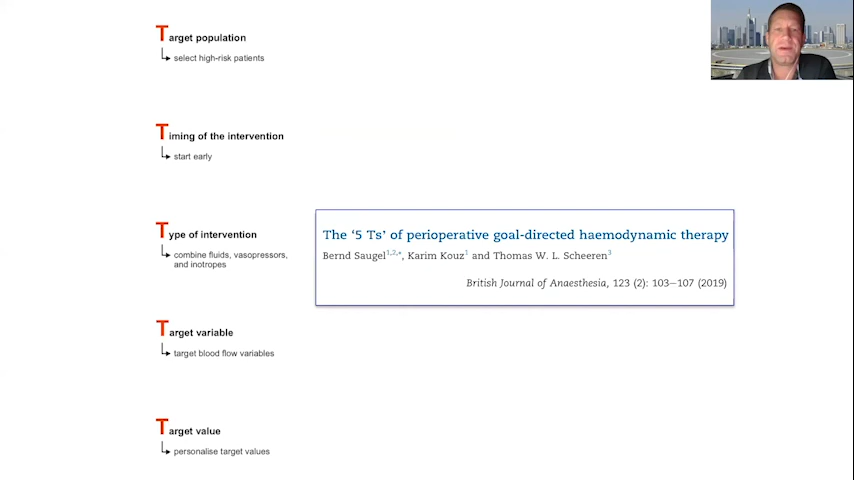 Target population
select high-risk patients
Timing of the intervention
start early
Type of intervention
combine fluids, vasopressors,
and inotropes
The ‘5 Ts’ of perioperative goal-directed haemodynamic therapy
Bernd Saugel1,2,*, Karim Kouz1 and Thomas W. L. Scheeren3
British Journal of Anaesthesia, 123 (2): 103–107 (2019)
Target variable
target blood flow variables
Target value
personalise target values